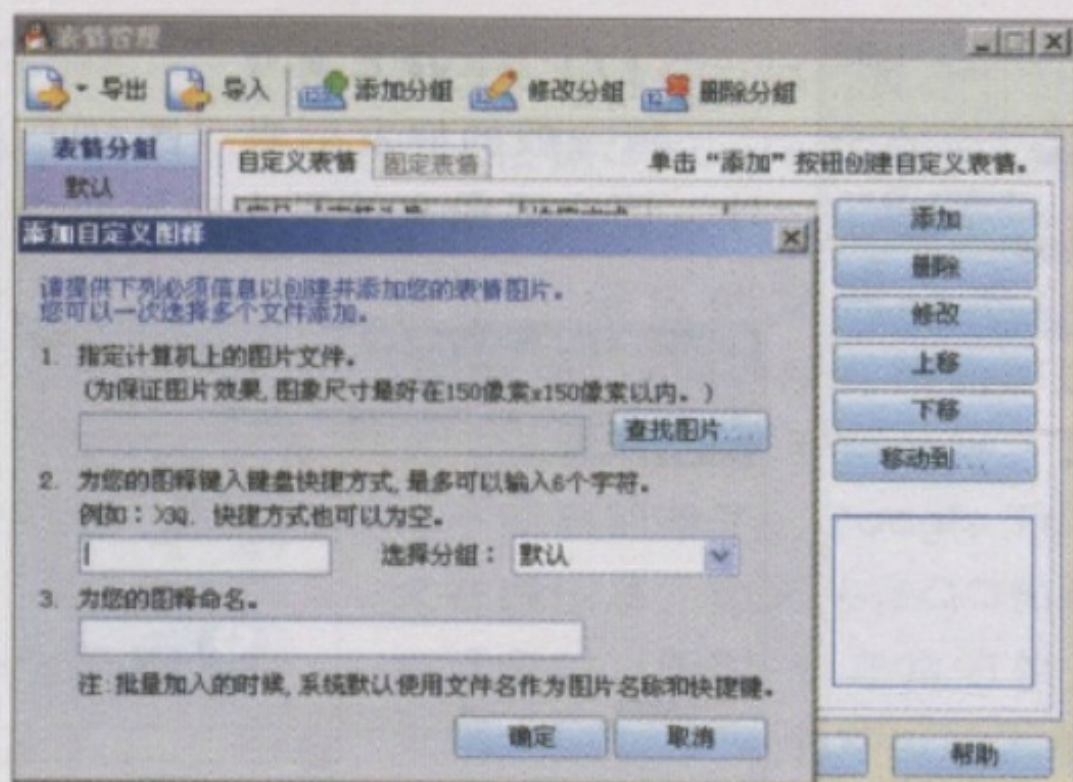 表情管理
导出 导入 添加分组 修改分组 删除分组
表情分组
默认
自定义表情 固定表情 单击“添加”按钮创建自定义表情。
添加
删除
修改
上移
下移
移动到...
添加自定义图释
请提供下列必须信息以创建并添加您的表情图片。
您可以一次选择多个文件添加。
1. 指定计算机上的图片文件。
(为保证图片效果,图象尺寸最好在150像素x150像素以内。)
查找图片...
2. 为您的图释键入键盘快捷方式,最多可以输入6个字符。
例如：>3Q. 快捷方式也可以为空。
选择分组： 默认
3. 为您的图释命名。
注:批量加入的时候,系统默认使用文件名作为图片名称和快捷键。
确定 取消
帮助